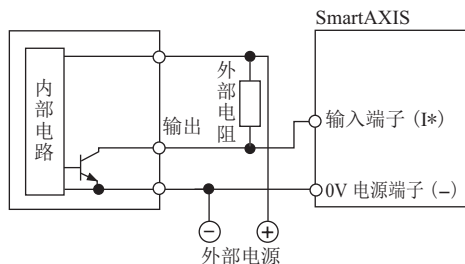 SmartAXIS
内部电路
外部电阻
输出
输入端子 (I*)
0V 电源端子 (−)
− +
外部电源